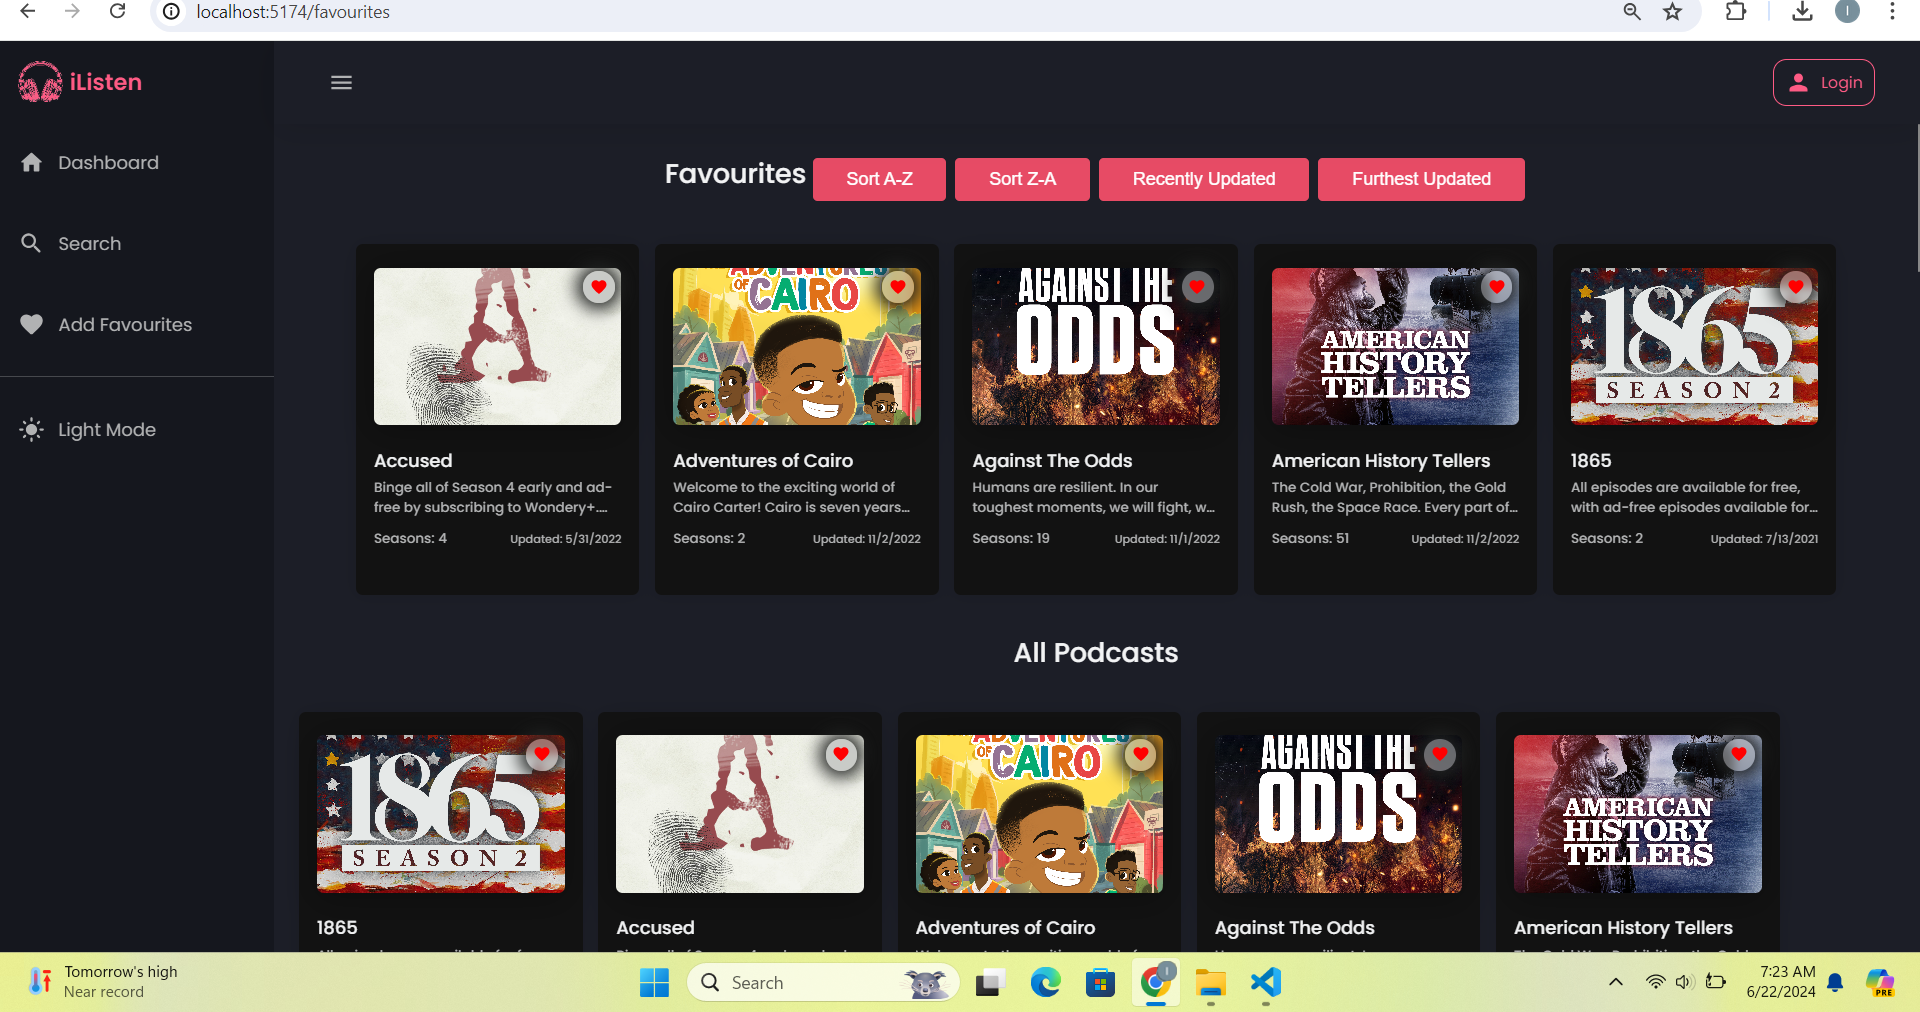 localhost:5174/favourites
I
iListen
Login
Dashboard
Search
Add Favourites
Light Mode
Favourites
Sort A-Z
Sort Z-A
Recently Updated
Furthest Updated
A
ADVENTURES
OF CAIRO
AGAINST THE
ODDS
AMERICAN
HISTORY
TELLERS
1865
SEASON 2
Accused
Binge all of Season 4 early and ad-
free by subscribing to Wondery+....
Seasons: 4
Updated: 5/31/2022
Adventures of Cairo
Welcome to the exciting world of
Cairo Carter! Cairo is seven years...
Seasons: 2
Updated: 11/2/2022
Against The Odds
Humans are resilient. In our
toughest moments, we will fight, w...
Seasons: 19
Updated: 11/1/2022
American History Tellers
The Cold War, Prohibition, the Gold
Rush, the Space Race. Every part of...
Seasons: 51
Updated: 11/2/2022
1865
All episodes are available for free,
with ad-free episodes available for...
Seasons: 2
Updated: 7/13/2021
All Podcasts
1865
SEASON 2
A
ADVENTURES
OF CAIRO
AGAINST THE
ODDS
AMERICAN
HISTORY
TELLERS
1865
Accused
Adventures of Cairo
Against The Odds
American History Tellers
Tomorrow's high
Near record
Search
I
7:23 AM
6/22/2024
PRE